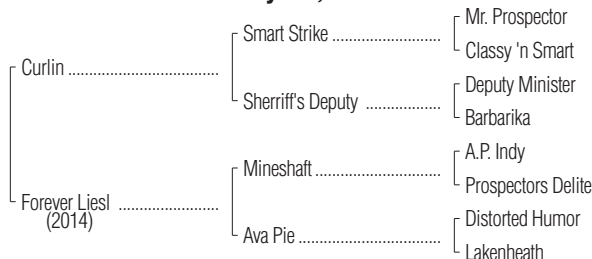 Mr. Prospector
Smart Strike ..........................
Classy 'n Smart
Curlin ....................................
Deputy Minister
Sherriff's Deputy ..................
Barbarika
A.P. Indy
Mineshaft ..............................
Prospectors Delite
Forever Liesl ........................
(2014)
Distorted Humor
Ava Pie ..................................
Lakenheath